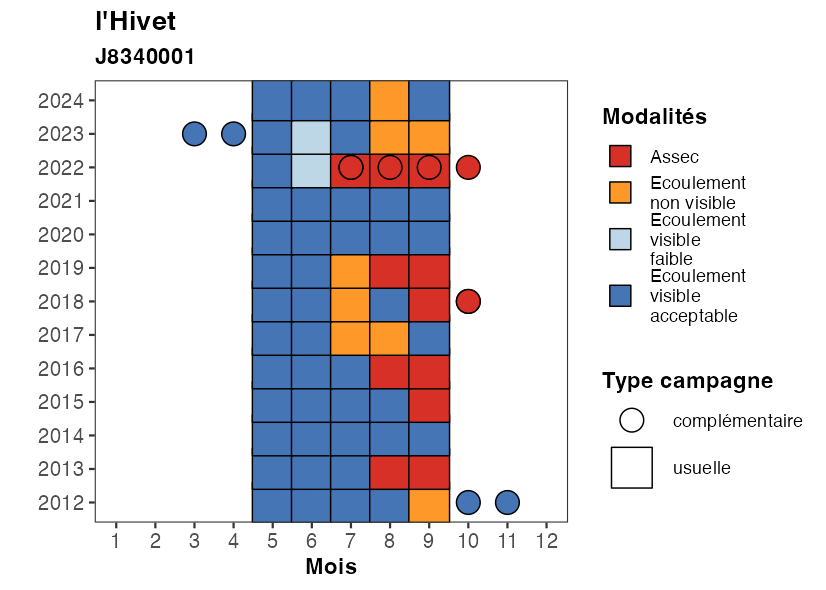 l'Hivet
J8340001
2024
2023
2022
2021
2020
2019
2018
2017
2016
2015
2014
2013
2012
1 2 3 4 5 6 7 8 9 10 11 12
Mois
Modalités
Assec
Ecoulement
non visible
Ecoulement
visible
faible
Ecoulement
visible
acceptable
Type campagne
complémentaire
usuelle